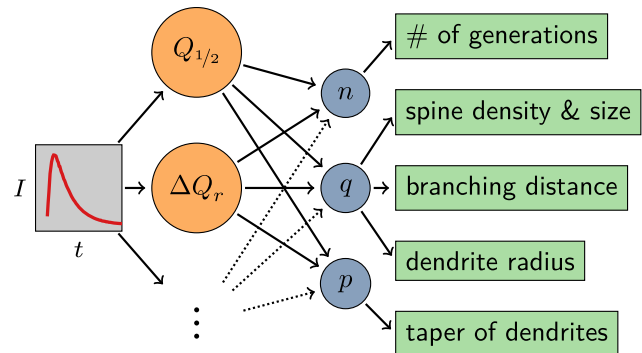 Q₁/₂
# of generations
n
spine density & size
I
ΔQᵣ
q
branching distance
t
dendrite radius
p
⋮
taper of dendrites